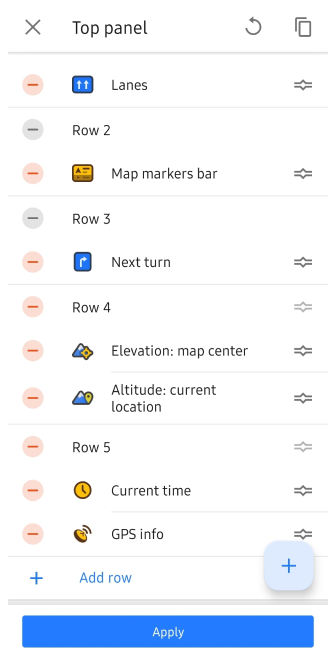 Top panel
Lanes
Row 2
Map markers bar
Row 3
Next turn
Row 4
Elevation: map center
Altitude: current
location
Row 5
Current time
GPS info
Add row
Apply